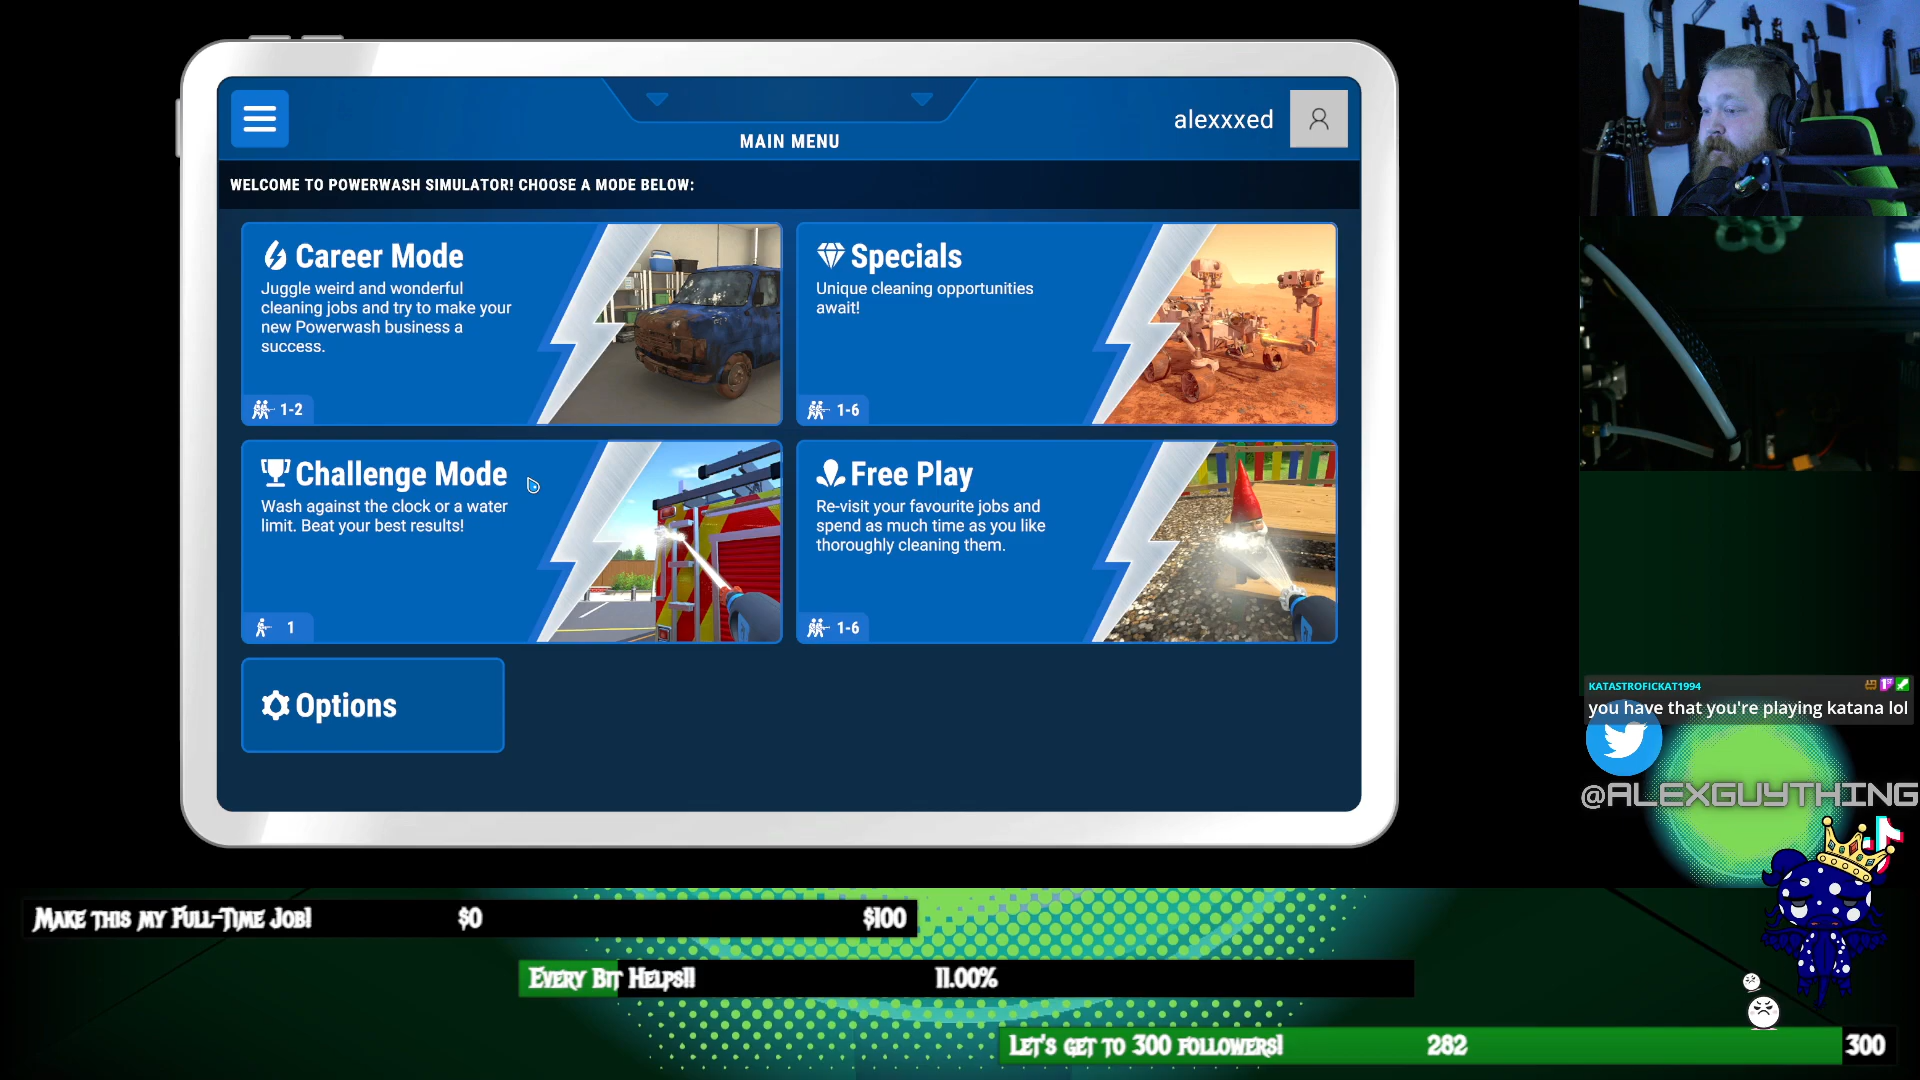 MAIN MENU
alexxxed
WELCOME TO POWERWASH SIMULATOR! CHOOSE A MODE BELOW:
Career Mode
Juggle weird and wonderful
cleaning jobs and try to make your
new Powerwash business a
success.
1-2
Specials
Unique cleaning opportunities
await!
1-6
Challenge Mode
Wash against the clock or a water
limit. Beat your best results!
1
Free Play
Re-visit your favourite jobs and
spend as much time as you like
thoroughly cleaning them.
1-6
Options
KATASTROFICKAT1994
you have that you're playing katana lol
@ALEXGUYTHING
Make this my Full-Time Job! $0 $100
Every Bit Helps!! 11.00%
Let's get to 300 followers! 282 300